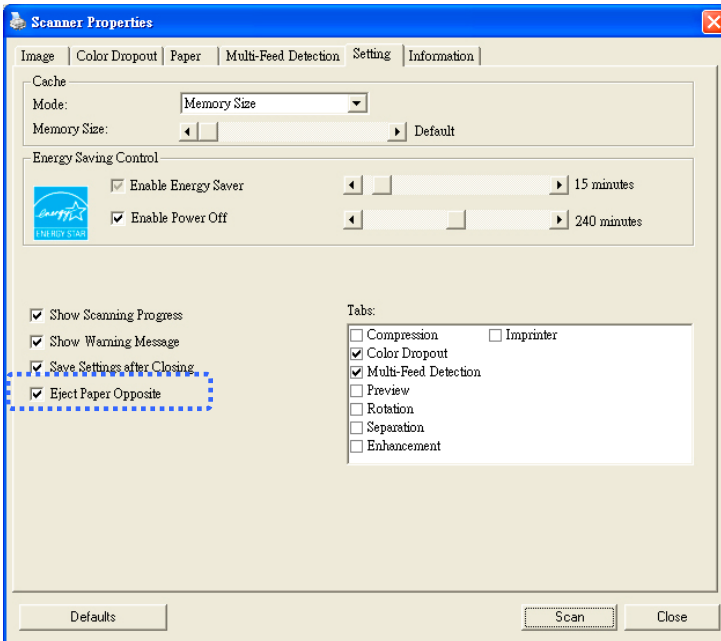 Scanner Properties
Image Color Dropout Paper Multi-Feed Detection Setting Information
Cache
Mode: Memory Size
Memory Size: Default
Energy Saving Control
Enable Energy Saver 15 minutes
Enable Power Off 240 minutes
energy
ENERGY STAR
Show Scanning Progress
Show Warning Message
Save Settings after Closing
Eject Paper Opposite
Tabs:
Compression Imprinter
Color Dropout
Multi-Feed Detection
Preview
Rotation
Separation
Enhancement
Defaults Scan Close